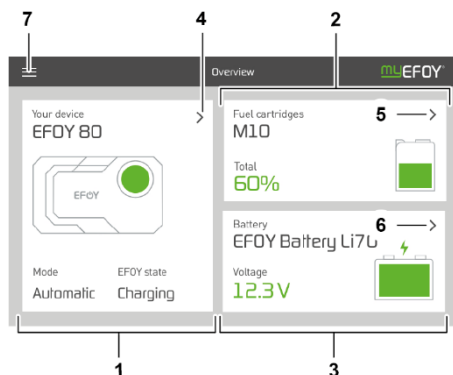 7
4
2
Overview
myEFOY
Your device
EFOY 80
EFOY
Mode
EFOY state
Automatic
Charging
Fuel cartridges
5
M10
Total
60%
Battery
6
EFOY Battery Li70
Voltage
12.3 V
1
3